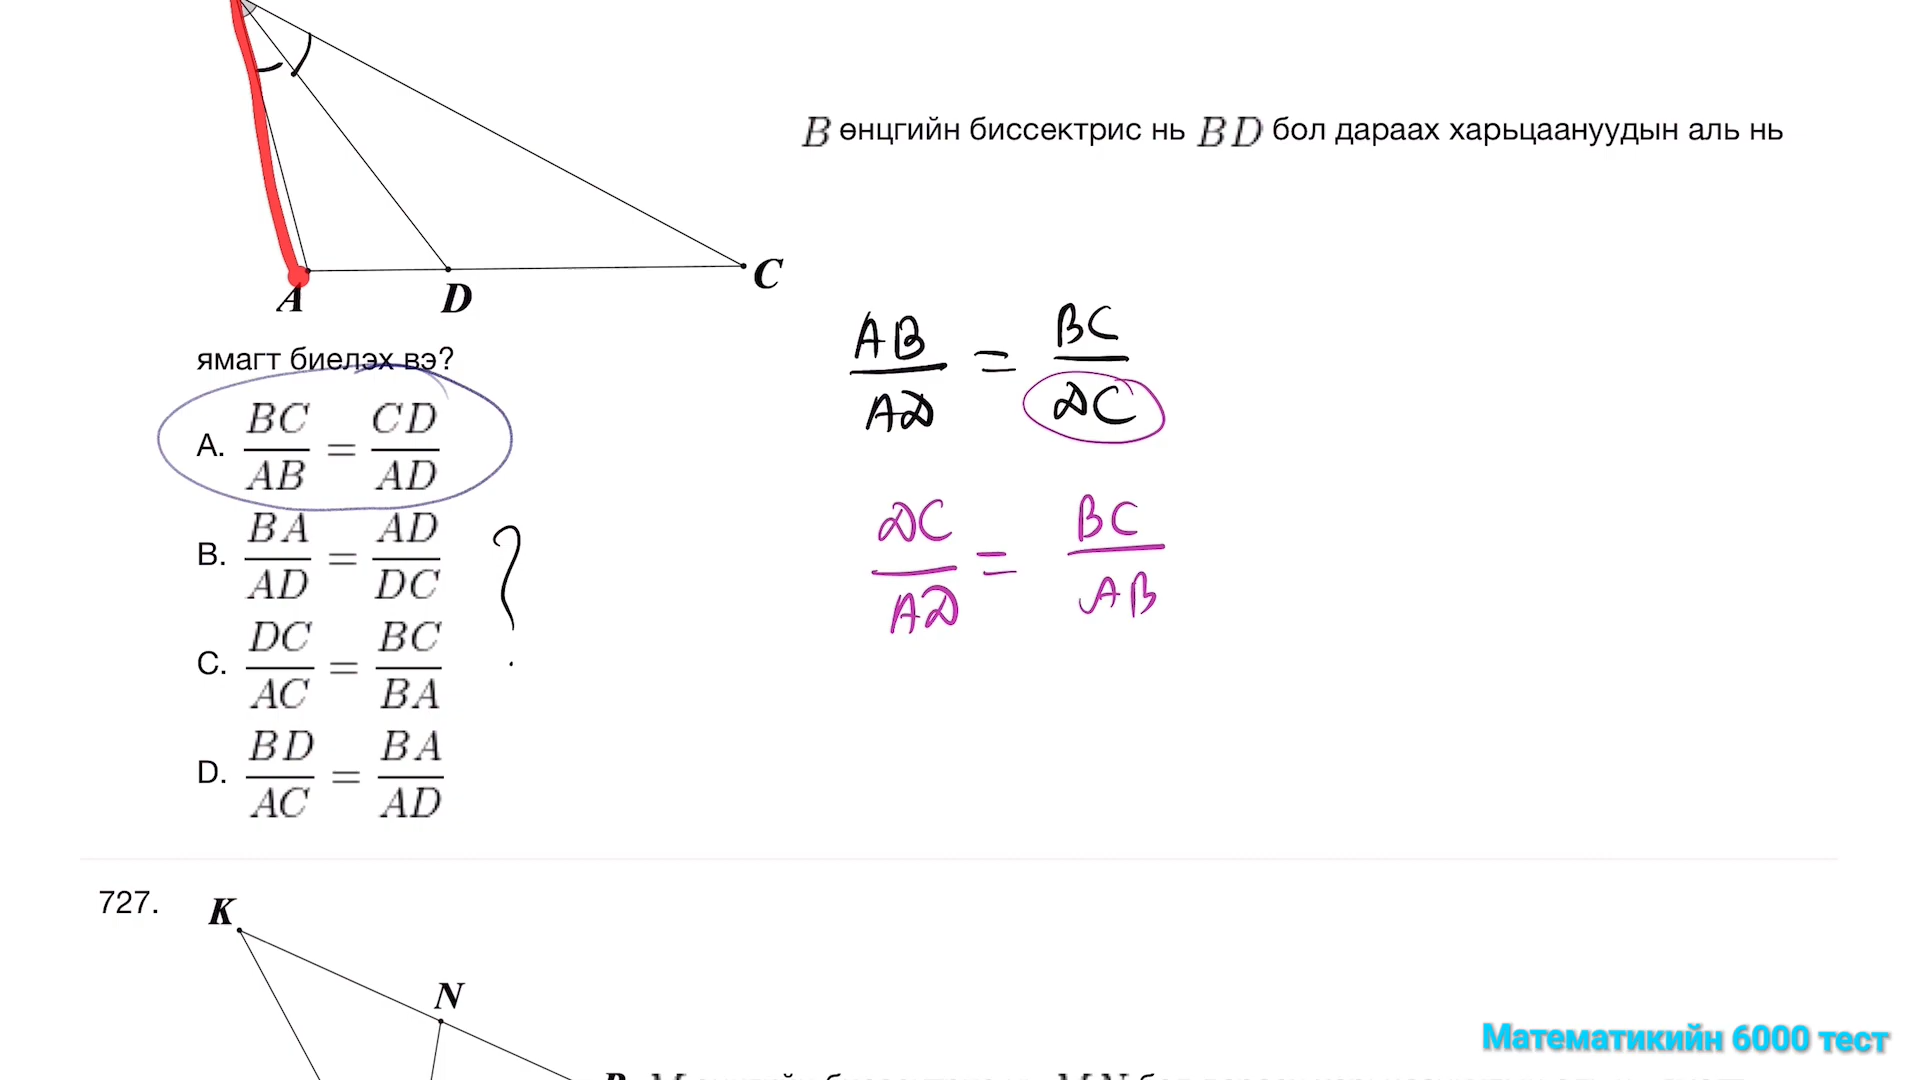 B өнцгийн биссектрис нь BD бол дараах харьцаануудын аль нь
A
D
C
ямагт биелэх вэ?
A. BC/AB = CD/AD
B. BA/AD = AD/DC
C. DC/AC = BC/BA
D. BD/AC = BA/AD
?
AB/AD = BC/DC
DC/AD = BC/AB
727.
K
N
Математикийн 6000 тест